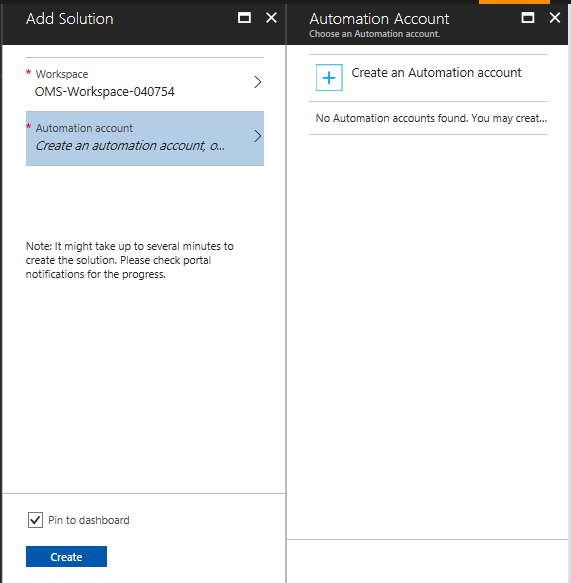 Add Solution
* Workspace
OMS-Workspace-040754
* Automation account
Create an automation account, o...
Note: It might take up to several minutes to
create the solution. Please check portal
notifications for the progress.
Pin to dashboard
Create
Automation Account
Choose an Automation account.
Create an Automation account
No Automation accounts found. You may creat...